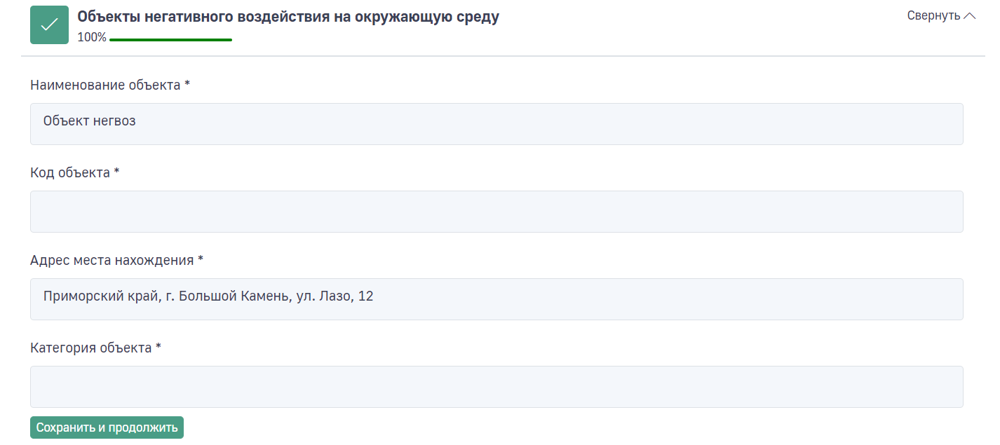 Объекты негативного воздействия на окружающую среду
Свернуть
100%
Наименование объекта *
Объект негвоз
Код объекта *
Адрес места нахождения *
Приморский край, г. Большой Камень, ул. Лазо, 12
Категория объекта *
Сохранить и продолжить